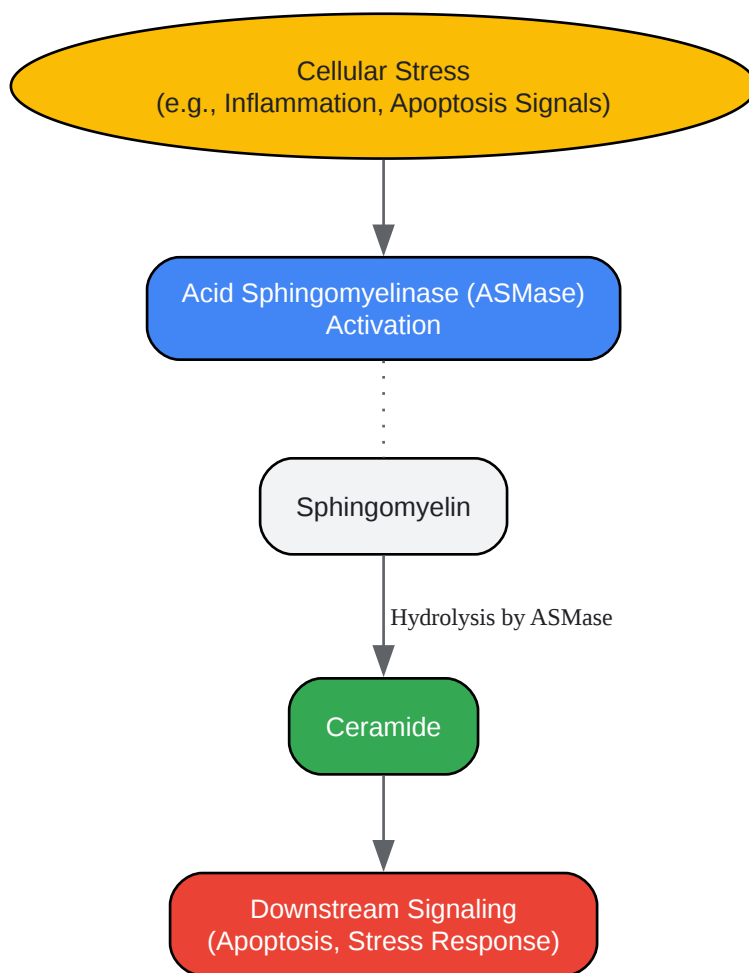 Cellular Stress
(e.g., Inflammation, Apoptosis Signals)
Acid Sphingomyelinase (ASMase)
Activation
Sphingomyelin
Hydrolysis by ASMase
Ceramide
Downstream Signaling
(Apoptosis, Stress Response)